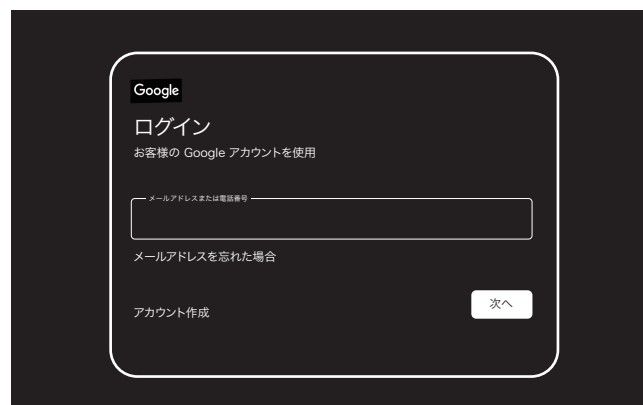 Google
ログイン
お客様の Google アカウントを使用
メールアドレスまたは電話番号
メールアドレスを忘れた場合
アカウント作成
次へ